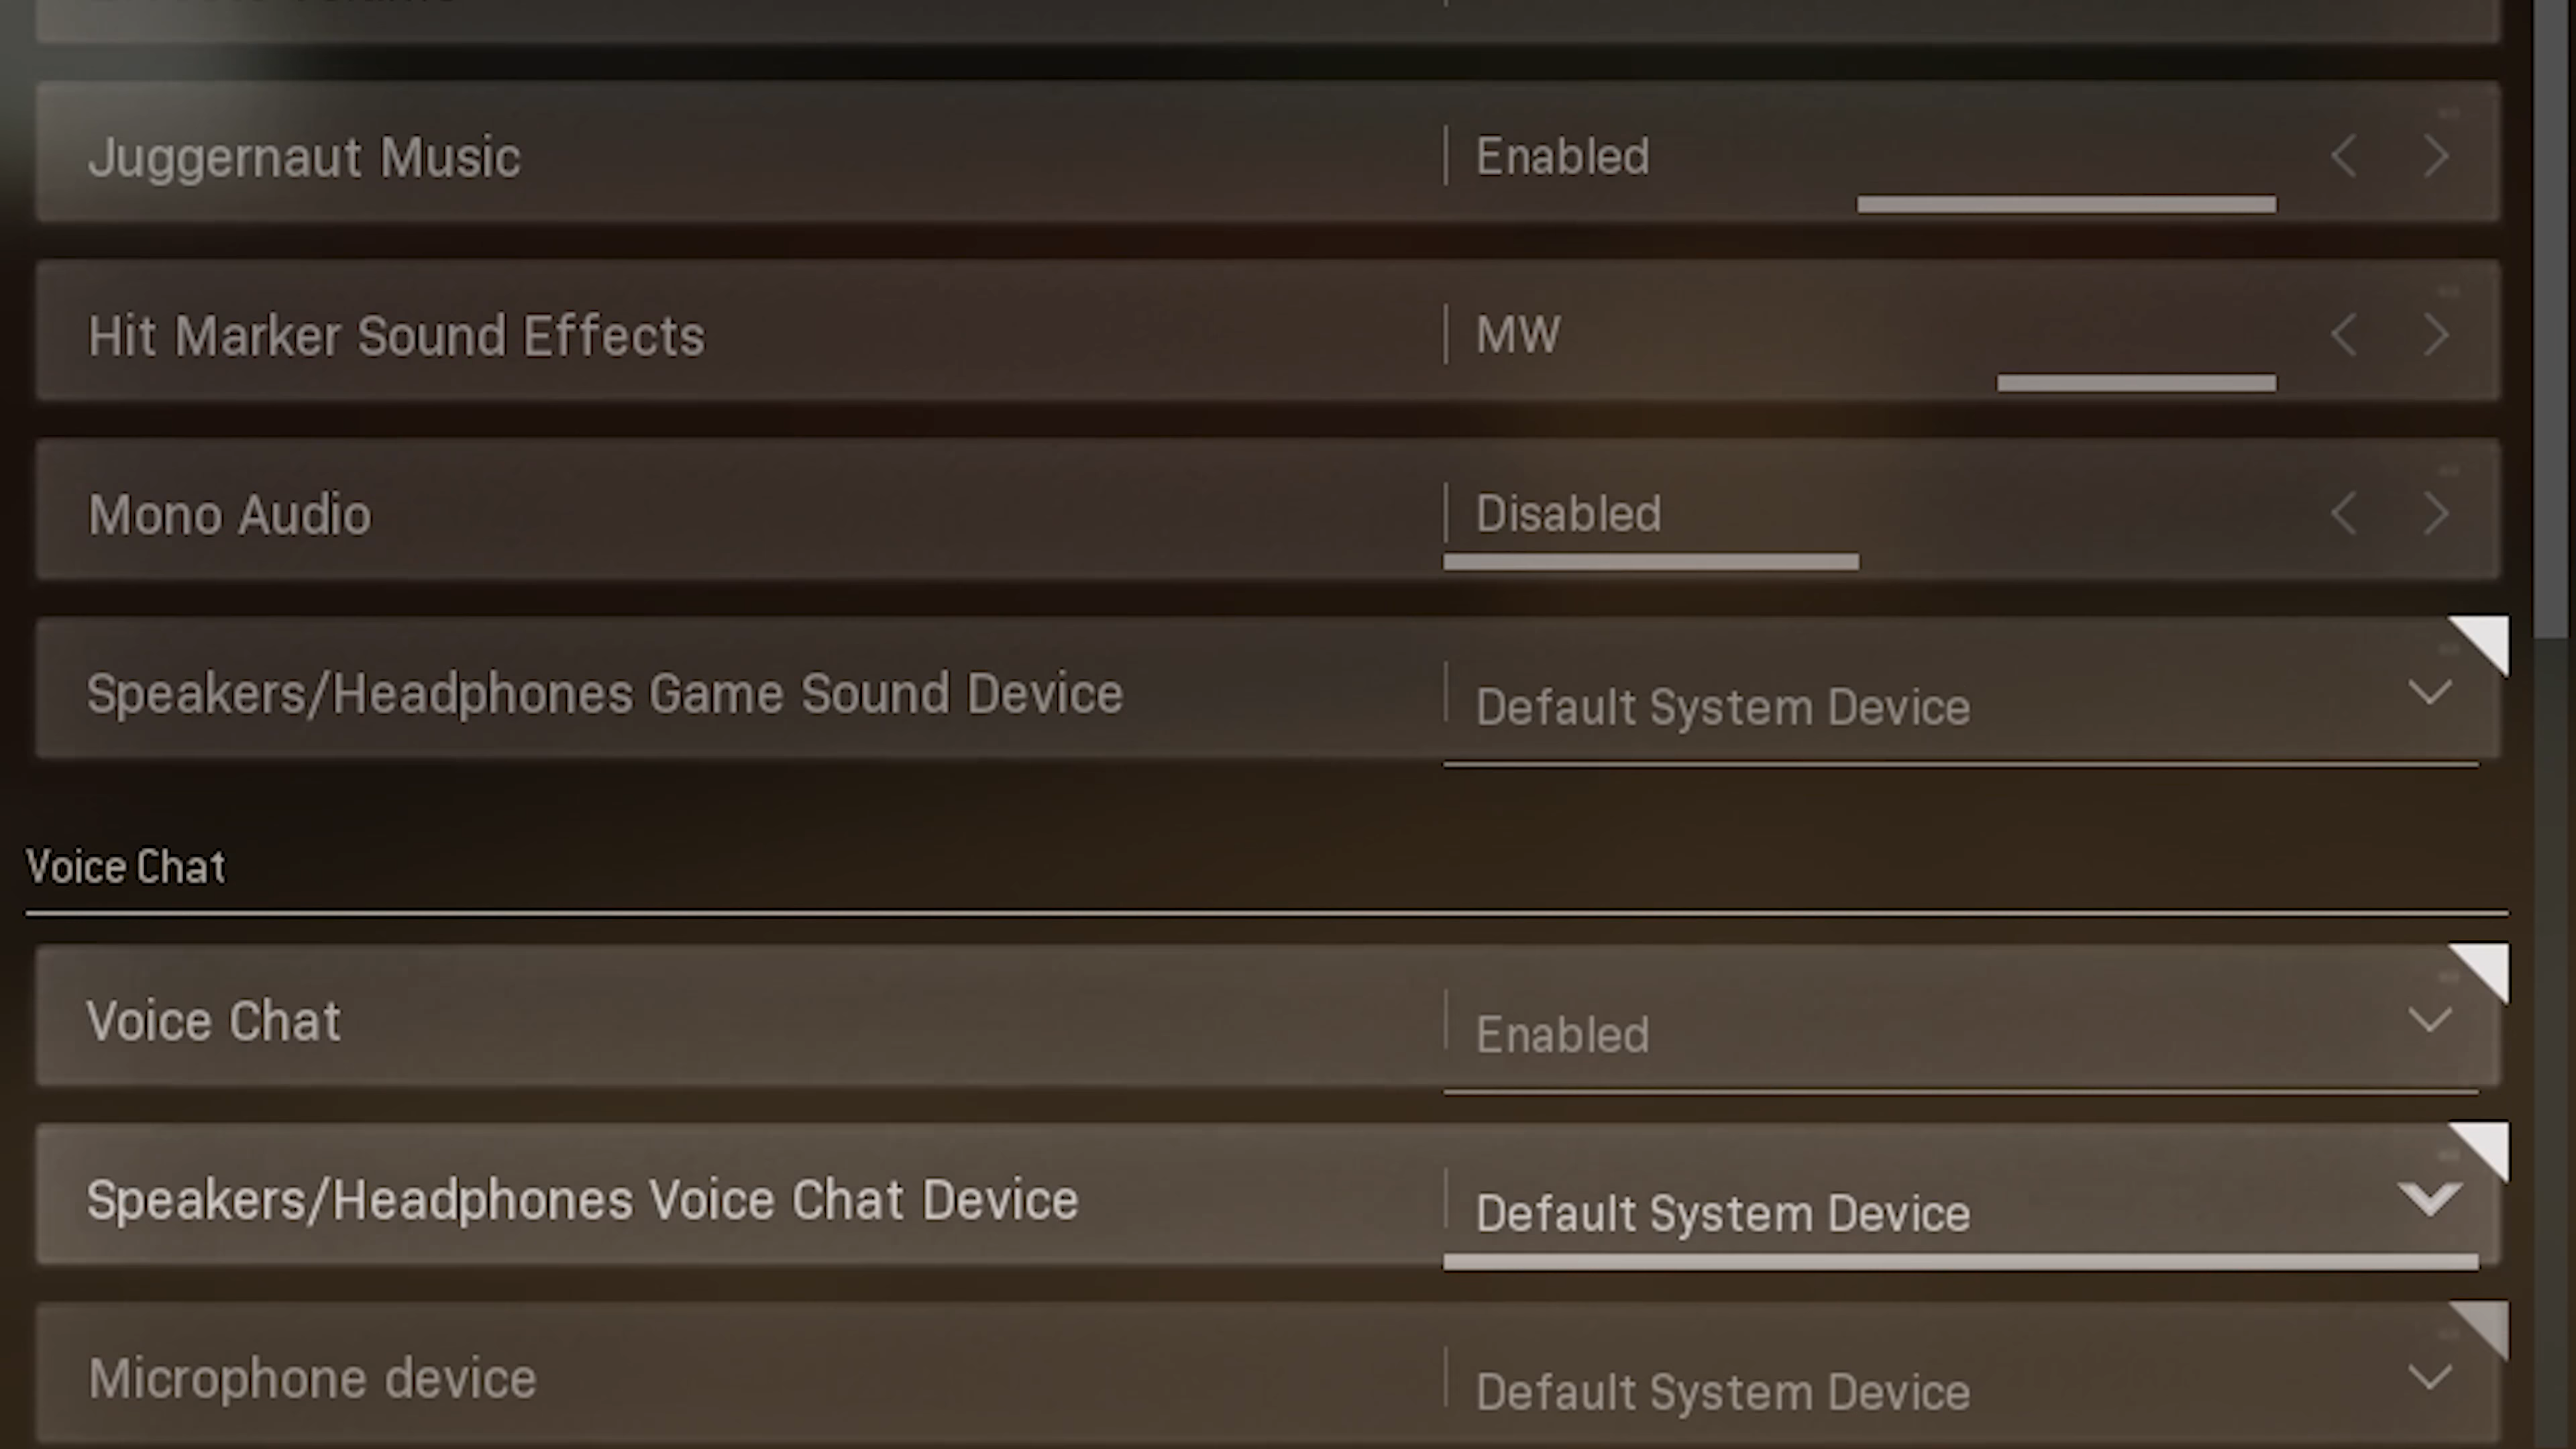 Juggernaut Music
Enabled
Hit Marker Sound Effects
MW
Mono Audio
Disabled
Speakers/Headphones Game Sound Device
Default System Device
Voice Chat
Voice Chat
Enabled
Speakers/Headphones Voice Chat Device
Default System Device
Microphone device
Default System Device